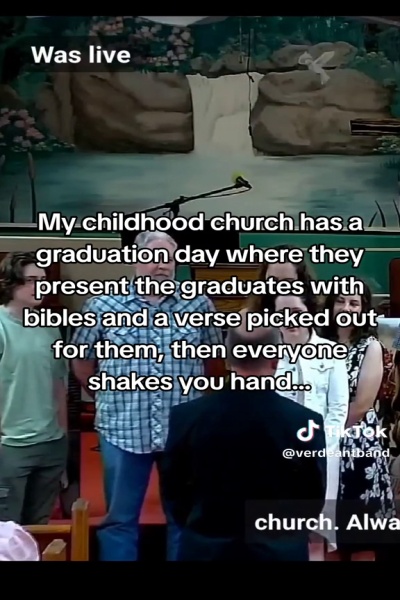 Was live
My childhood church has a
graduation day where they
present the graduates with
bibles and a verse picked out
for them, then everyone
shakes you hand...
TikTok
@verdeahtband
church. Alwa